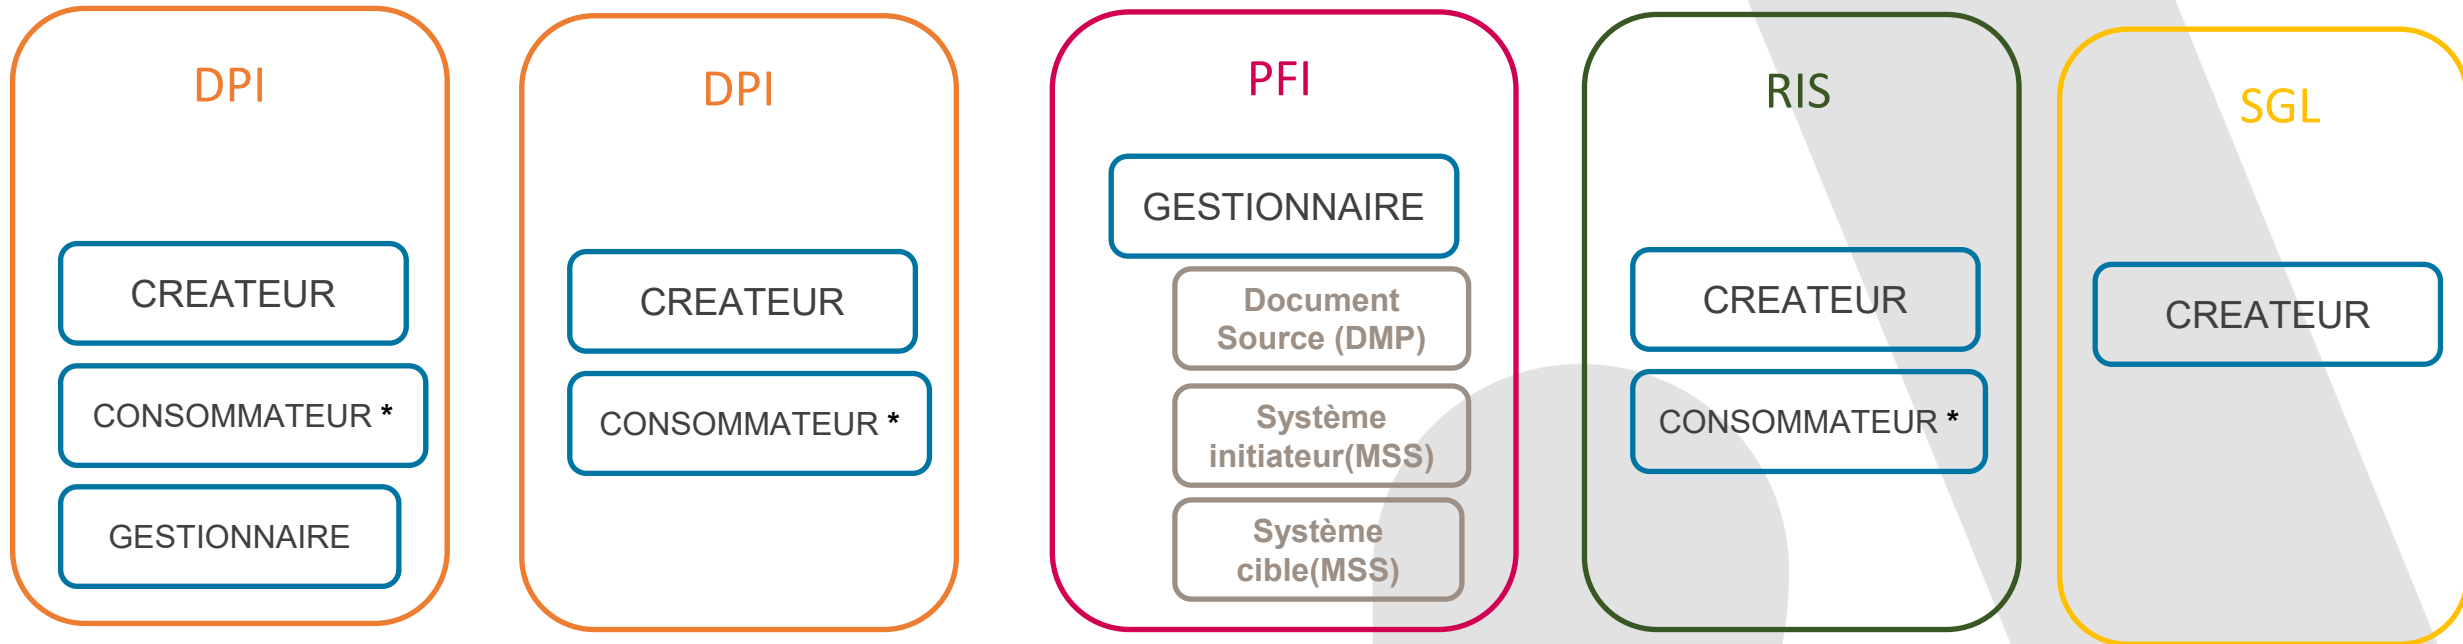 DPI
CREATEUR
CONSOMMATEUR *
GESTIONNAIRE
DPI
CREATEUR
CONSOMMATEUR *
PFI
GESTIONNAIRE
Document
Source (DMP)
Système
initiateur(MSS)
Système
cible(MSS)
RIS
CREATEUR
CONSOMMATEUR *
SGL
CREATEUR